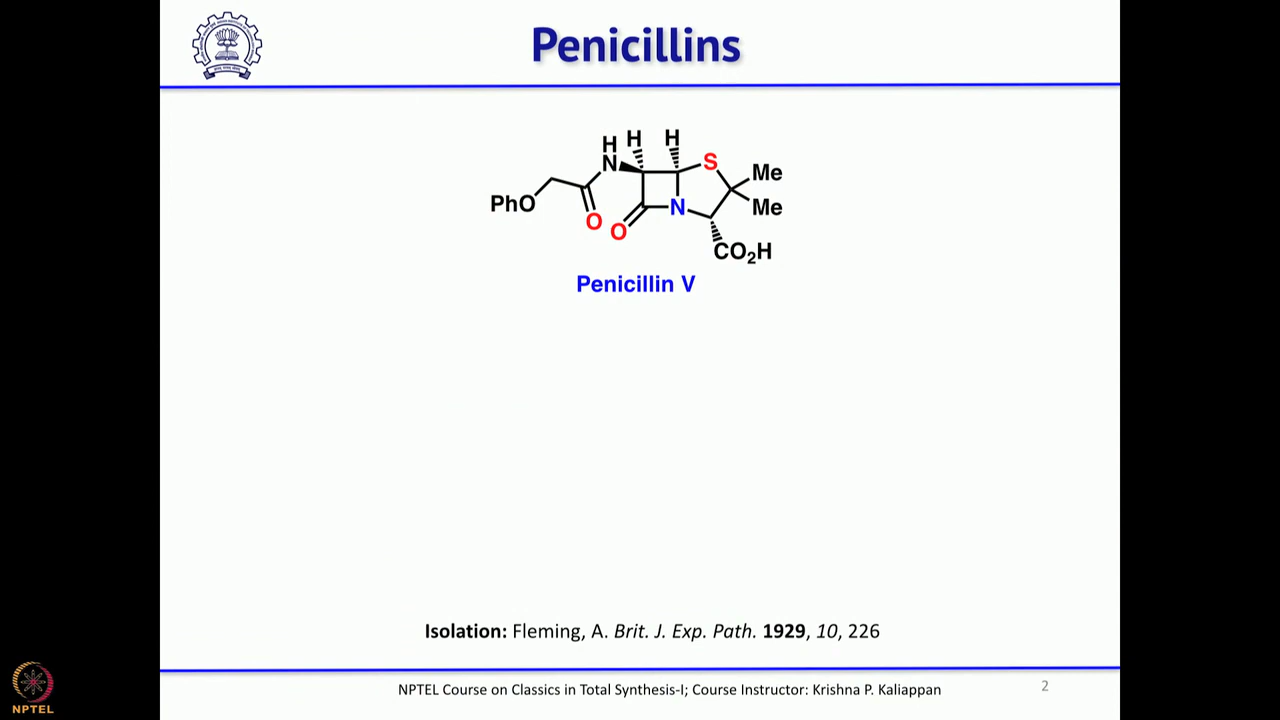 Penicillins
H
H
H
N
S
Me
PhO
N
Me
O
O
CO₂H
Penicillin V
Isolation: Fleming, A. Brit. J. Exp. Path. 1929, 10, 226
NPTEL Course on Classics in Total Synthesis-I; Course Instructor: Krishna P. Kaliappan
2
NPTEL